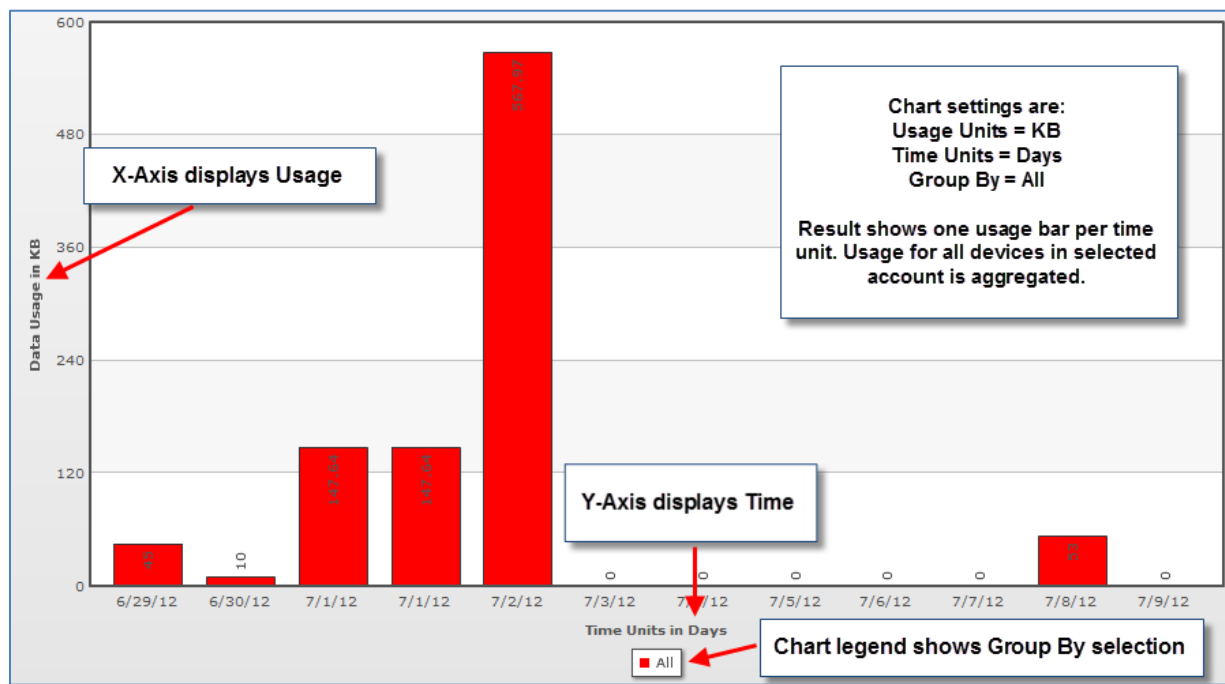 600
480
360
240
120
0
Data Usage in KB
X-Axis displays Usage
Chart settings are:
Usage Units = KB
Time Units = Days
Group By = All
Result shows one usage bar per time
unit. Usage for all devices in selected
account is aggregated.
45
10
147.64
147.64
567.97
0
0
0
0
0
53
0
Y-Axis displays Time
6/29/12
6/30/12
7/1/12
7/1/12
7/2/12
7/3/12
7/5/12
7/6/12
7/7/12
7/8/12
7/9/12
Time Units in Days
All
Chart legend shows Group By selection